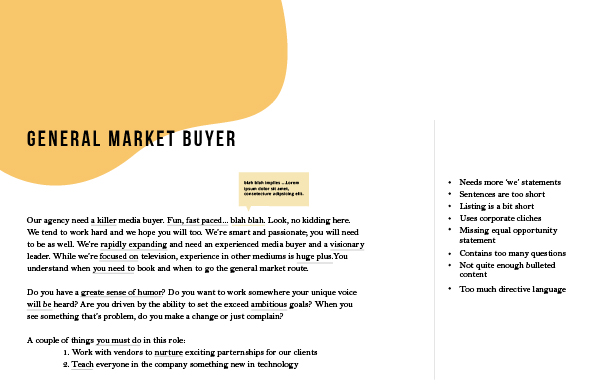 GENERAL MARKET BUYER
blah blah implies ...Lorem
ipsum dolor sit amet,
consectecture adipicing elit.
Our agency need a killer media buyer. Fun, fast paced... blah blah. Look, no kidding here.
We tend to work hard and we hope you will too. We're smart and passionate; you will need
to be as well. We're rapidly expanding and need an experienced media buyer and a visionary
leader. While we're focused on television, experience in other mediums is huge plus.You
understand when you need to book and when to go the general market route.
Do you have a great sense of humor? Do you want to work somewhere your unique voice
will be heard? Are you driven by the ability to set the exceed ambitious goals? When you
see something that's problem, do you make a change or just complain?
A couple of things you must do in this role:
1. Work with vendors to nurture exciting parternships for our clients
2. Teach everyone in the company something new in technology
• Needs more 'we' statements
• Sentences are too short
• Listing is a bit short
• Uses corporate cliches
• Missing equal opportunity
statement
• Contains too many questions
• Not quite enough bulleted
content
• Too much directive language